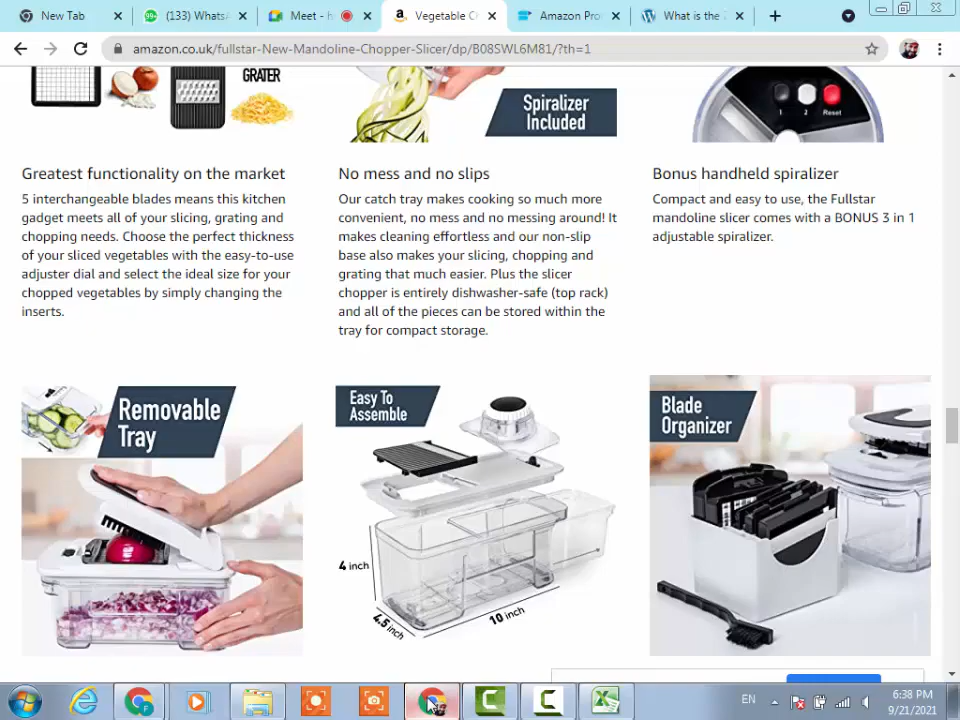 New Tab
(133) Whats
Meet - h
Vegetable C
Amazon Pro
What is the
amazon.co.uk/fullstar-New-Mandoline-Chopper-Slicer/dp/B08SWL6M81/?th=1
GRATER
Spiralizer
Included
1 2 Reset
Greatest functionality on the market
5 interchangeable blades means this kitchen
gadget meets all of your slicing, grating and
chopping needs. Choose the perfect thickness
of your sliced vegetables with the easy-to-use
adjuster dial and select the ideal size for your
chopped vegetables by simply changing the
inserts.
No mess and no slips
Our catch tray makes cooking so much more
convenient, no mess and no messing around! It
makes cleaning effortless and our non-slip
base also makes your slicing, chopping and
grating that much easier. Plus the slicer
chopper is entirely dishwasher-safe (top rack)
and all of the pieces can be stored within the
tray for compact storage.
Bonus handheld spiralizer
Compact and easy to use, the Fullstar
mandoline slicer comes with a BONUS 3 in 1
adjustable spiralizer.
Removable
Tray
Easy To
Assemble
4 inch
4.5 inch
10 inch
Blade
Organizer
EN
6:38 PM
9/21/2021